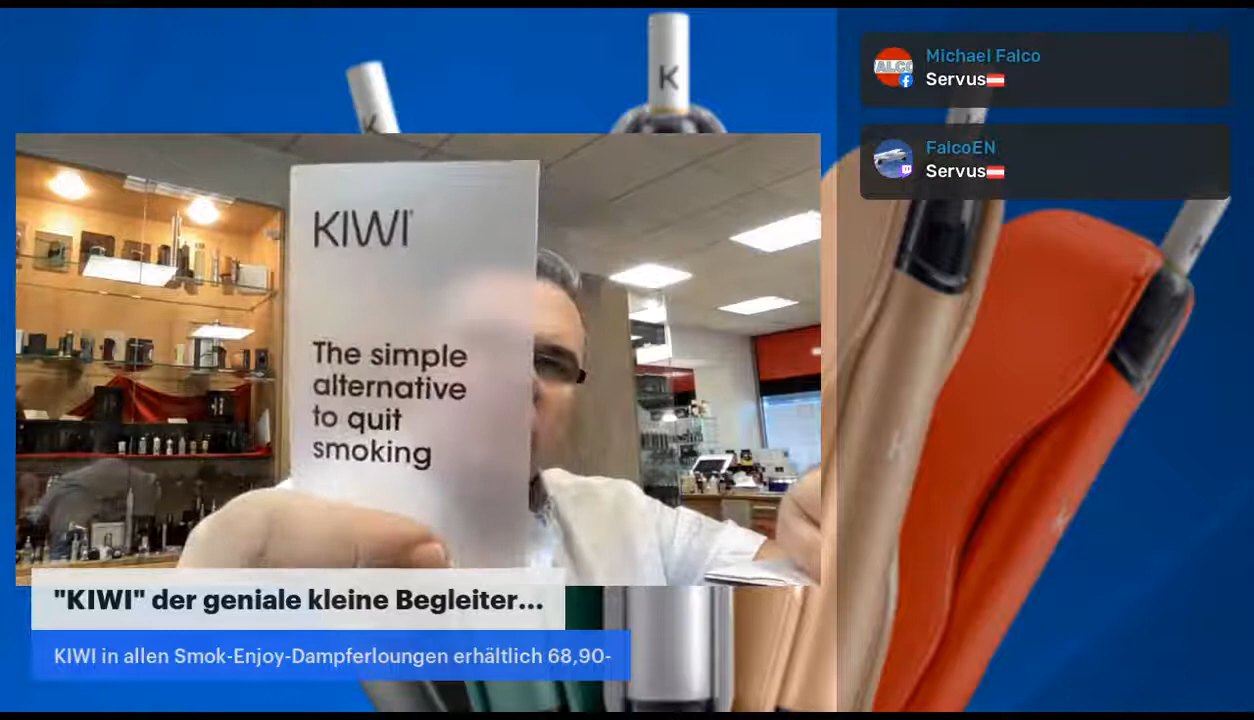 K
K
KIWI
The simple
alternative
to quit
smoking
"KIWI" der geniale kleine Begleiter...
KIWI in allen Smok-Enjoy-Dampferloungen erhältlich 68,90-
FALCO
Michael Falco
Servus🇦🇹
FalcoEN
Servus🇦🇹